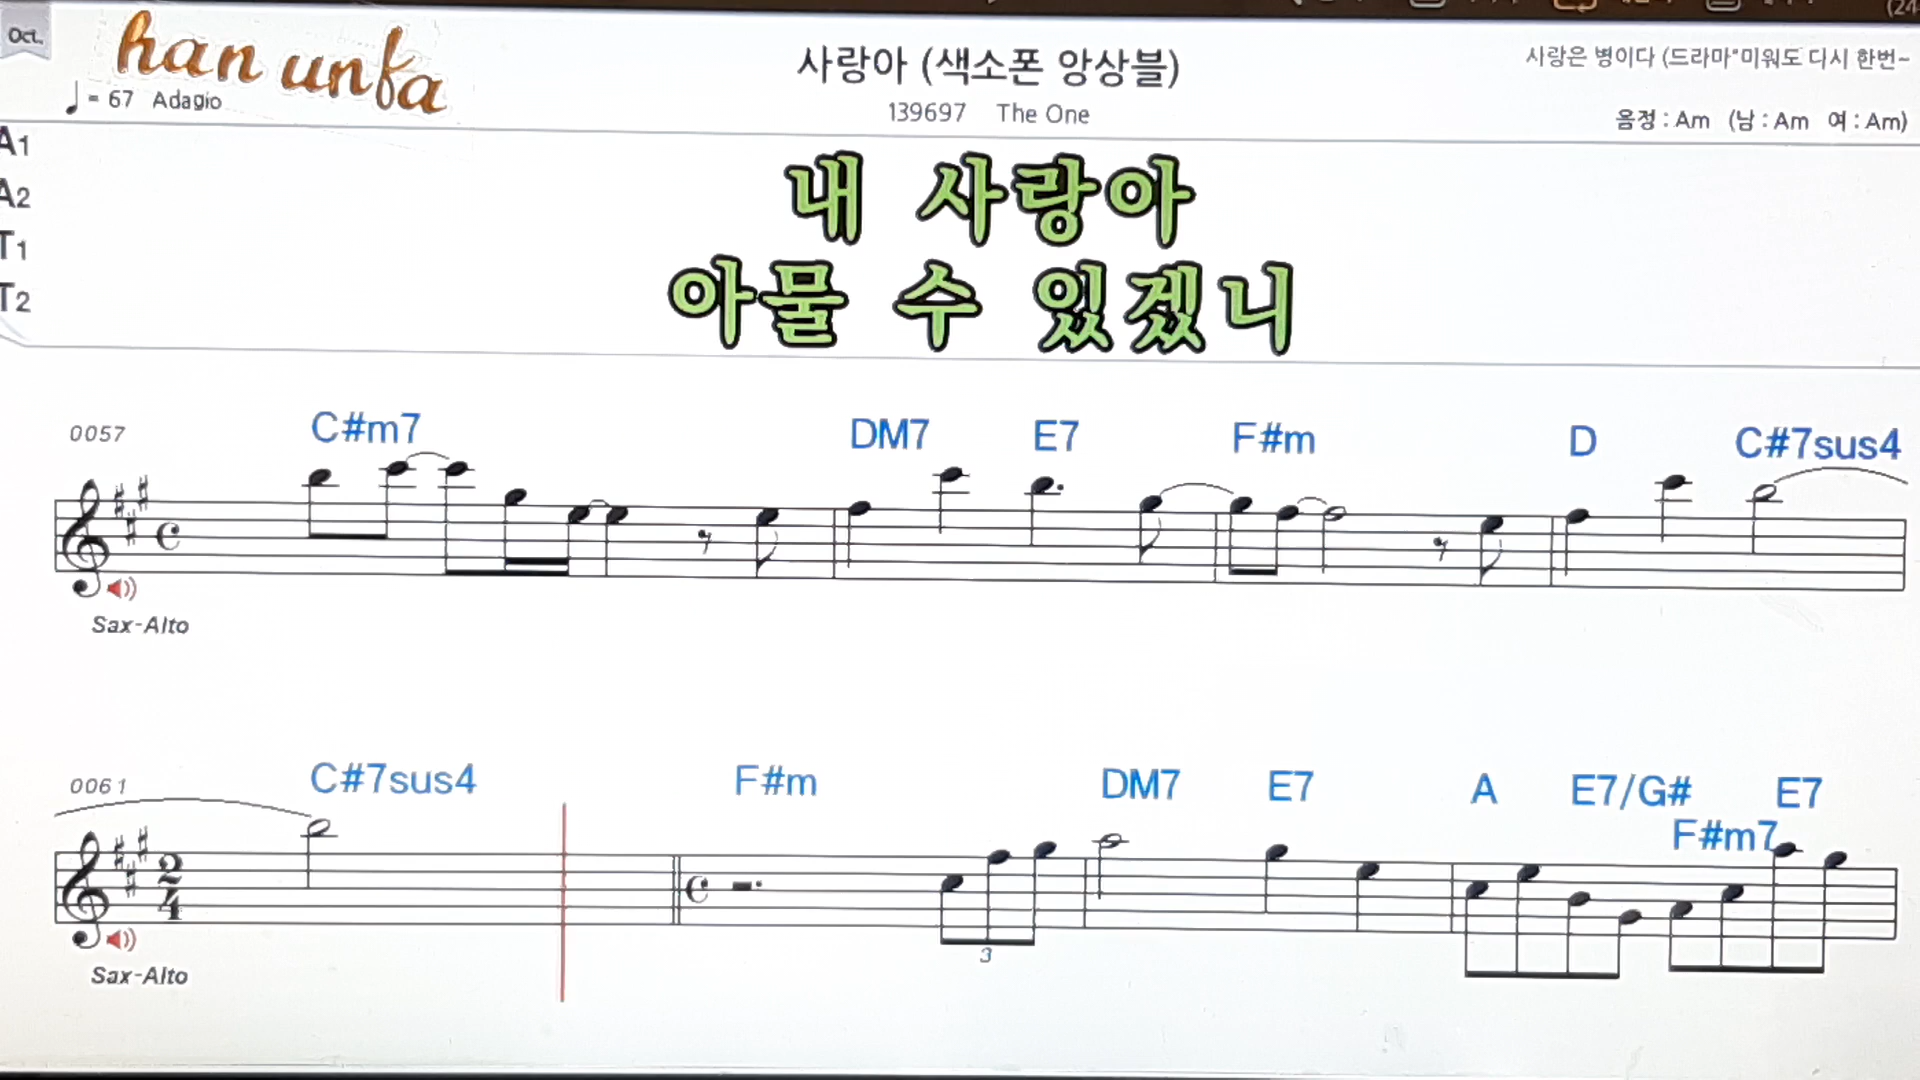 Oct.
han unfa
♩= 67 Adagio
사랑아 (색소폰 앙상블)
139697 The One
사랑은 병이다 (드라마"미워도 다시 한번~
음정 : Am (남 : Am 여 : Am)
A1
A2
T1
T2
내 사랑아
아물 수 있겠니
0057
C#m7 DM7 E7 F#m D C#7sus4
Sax-Alto
0061
C#7sus4 F#m DM7 E7 A E7/G# E7
F#m7
2
4
3
Sax-Alto